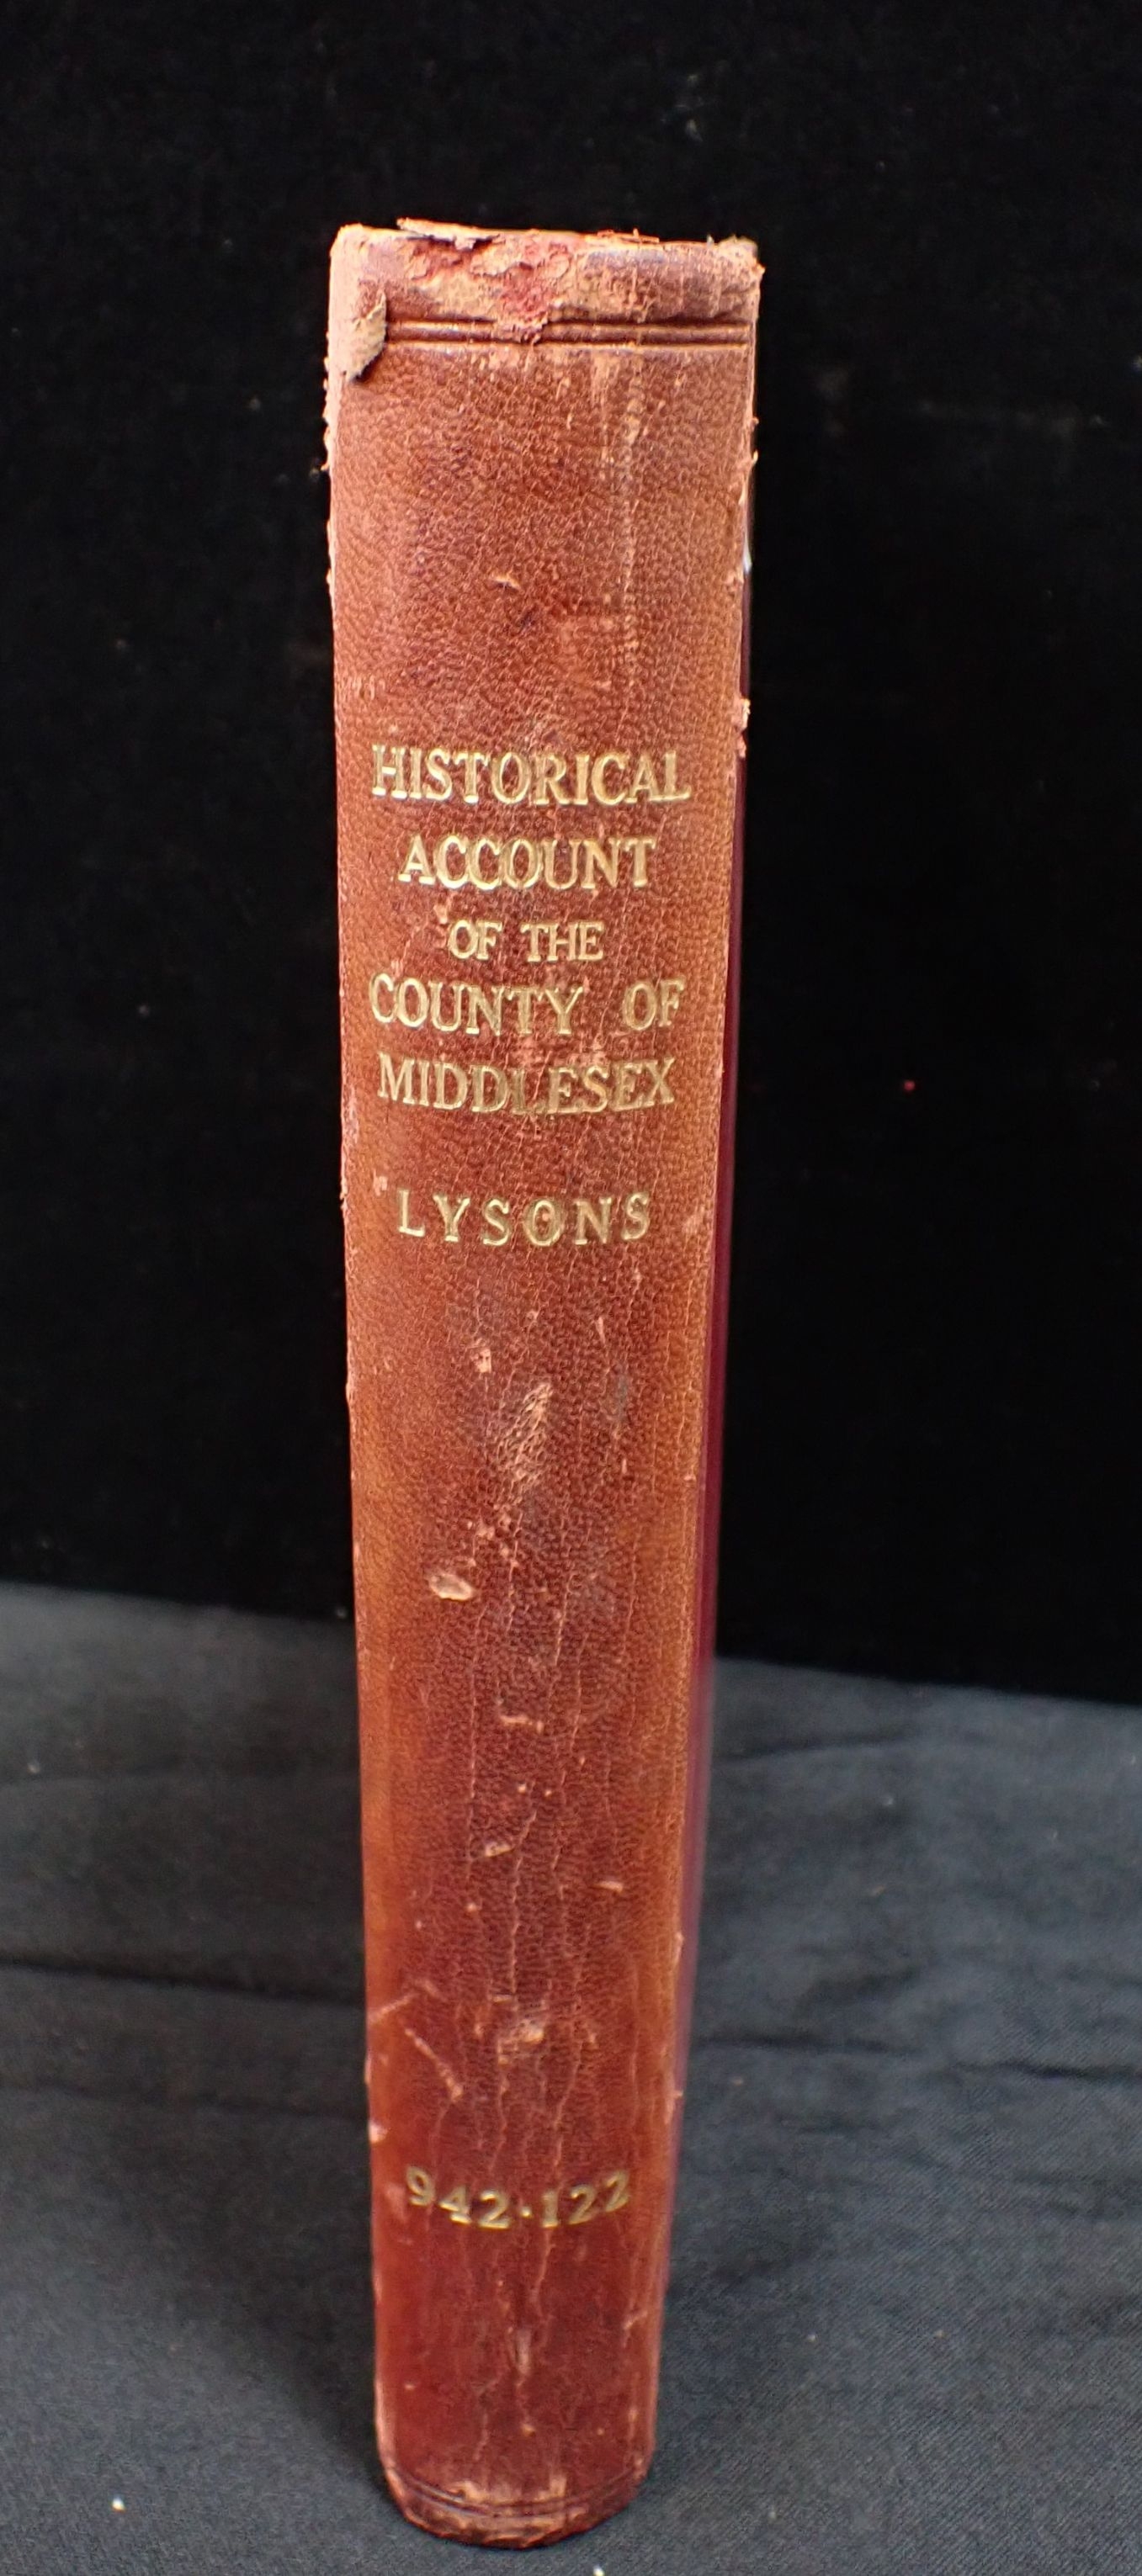 HISTORICAL
ACCOUNT
OF THE
COUNTY OF
MIDDLESEX
LYSONS
942·122